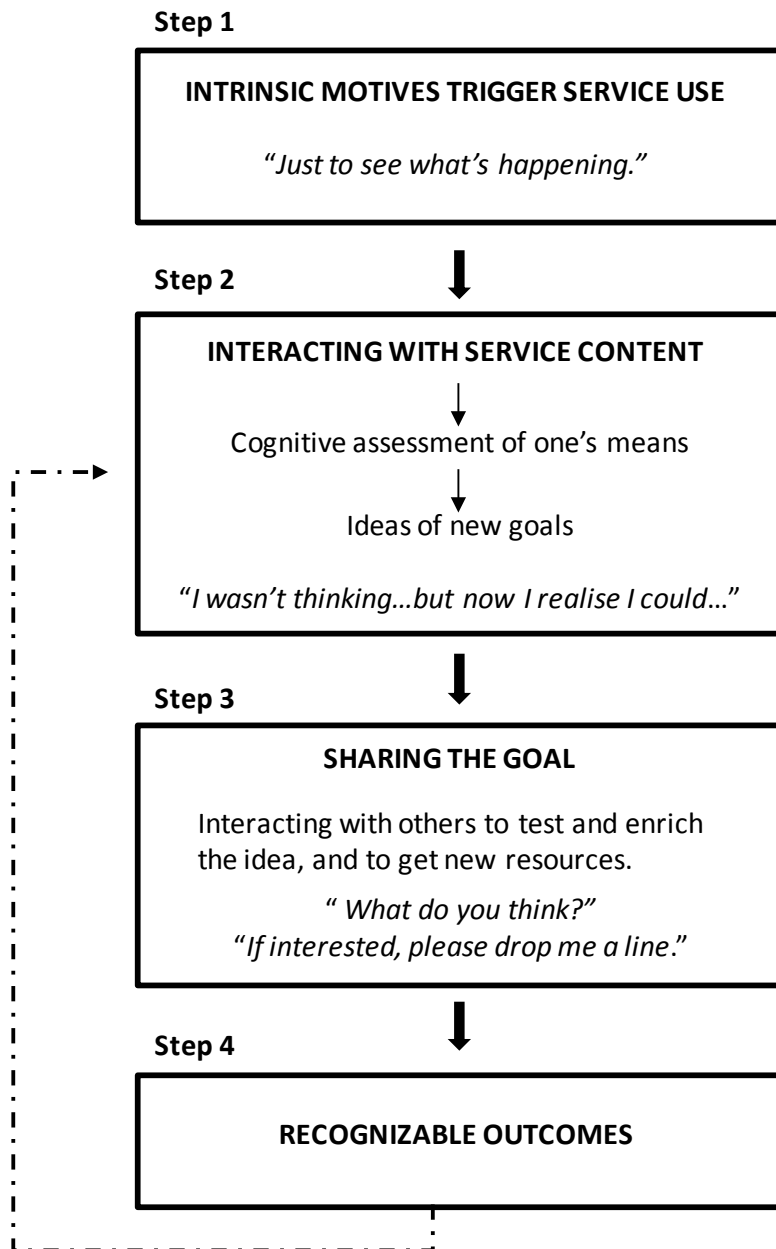 Step 1
INTRINSIC MOTIVES TRIGGER SERVICE USE
“Just to see what’s happening.”
Step 2
INTERACTING WITH SERVICE CONTENT
Cognitive assessment of one’s means
Ideas of new goals
“I wasn’t thinking…but now I realise I could…”
Step 3
SHARING THE GOAL
Interacting with others to test and enrich
the idea, and to get new resources.
“ What do you think?”
“If interested, please drop me a line.”
Step 4
RECOGNIZABLE OUTCOMES